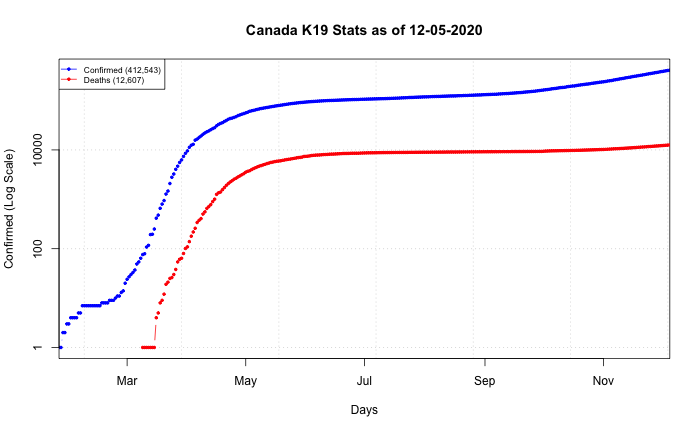 Canada K19 Stats as of 12-05-2020
Confirmed (412,543)
Deaths (12,607)
Confirmed (Log Scale)
10000
100
1
Mar May Jul Sep Nov
Days